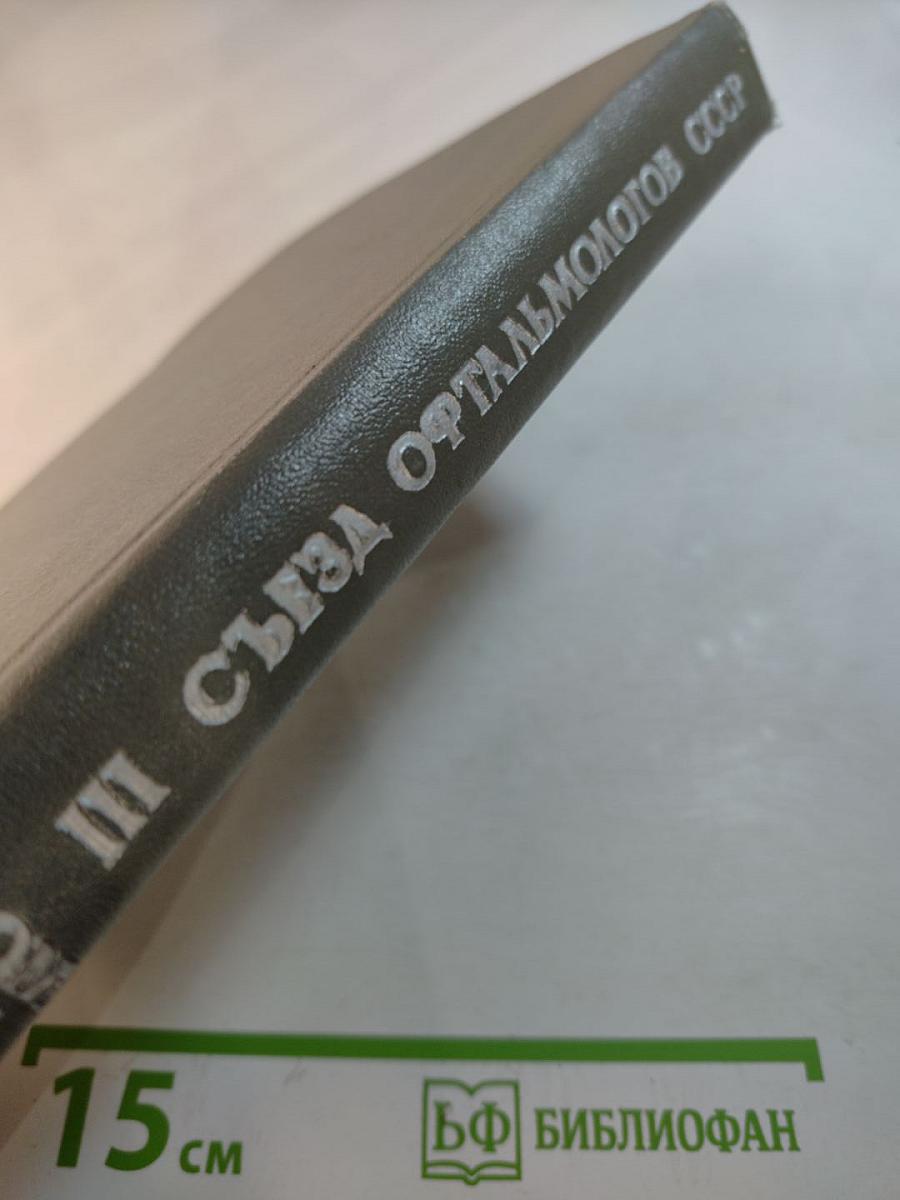 III СЪЕЗД ОФТАЛЬМОЛОГОВ СССР
15 см
БФ БИБЛИОФАН